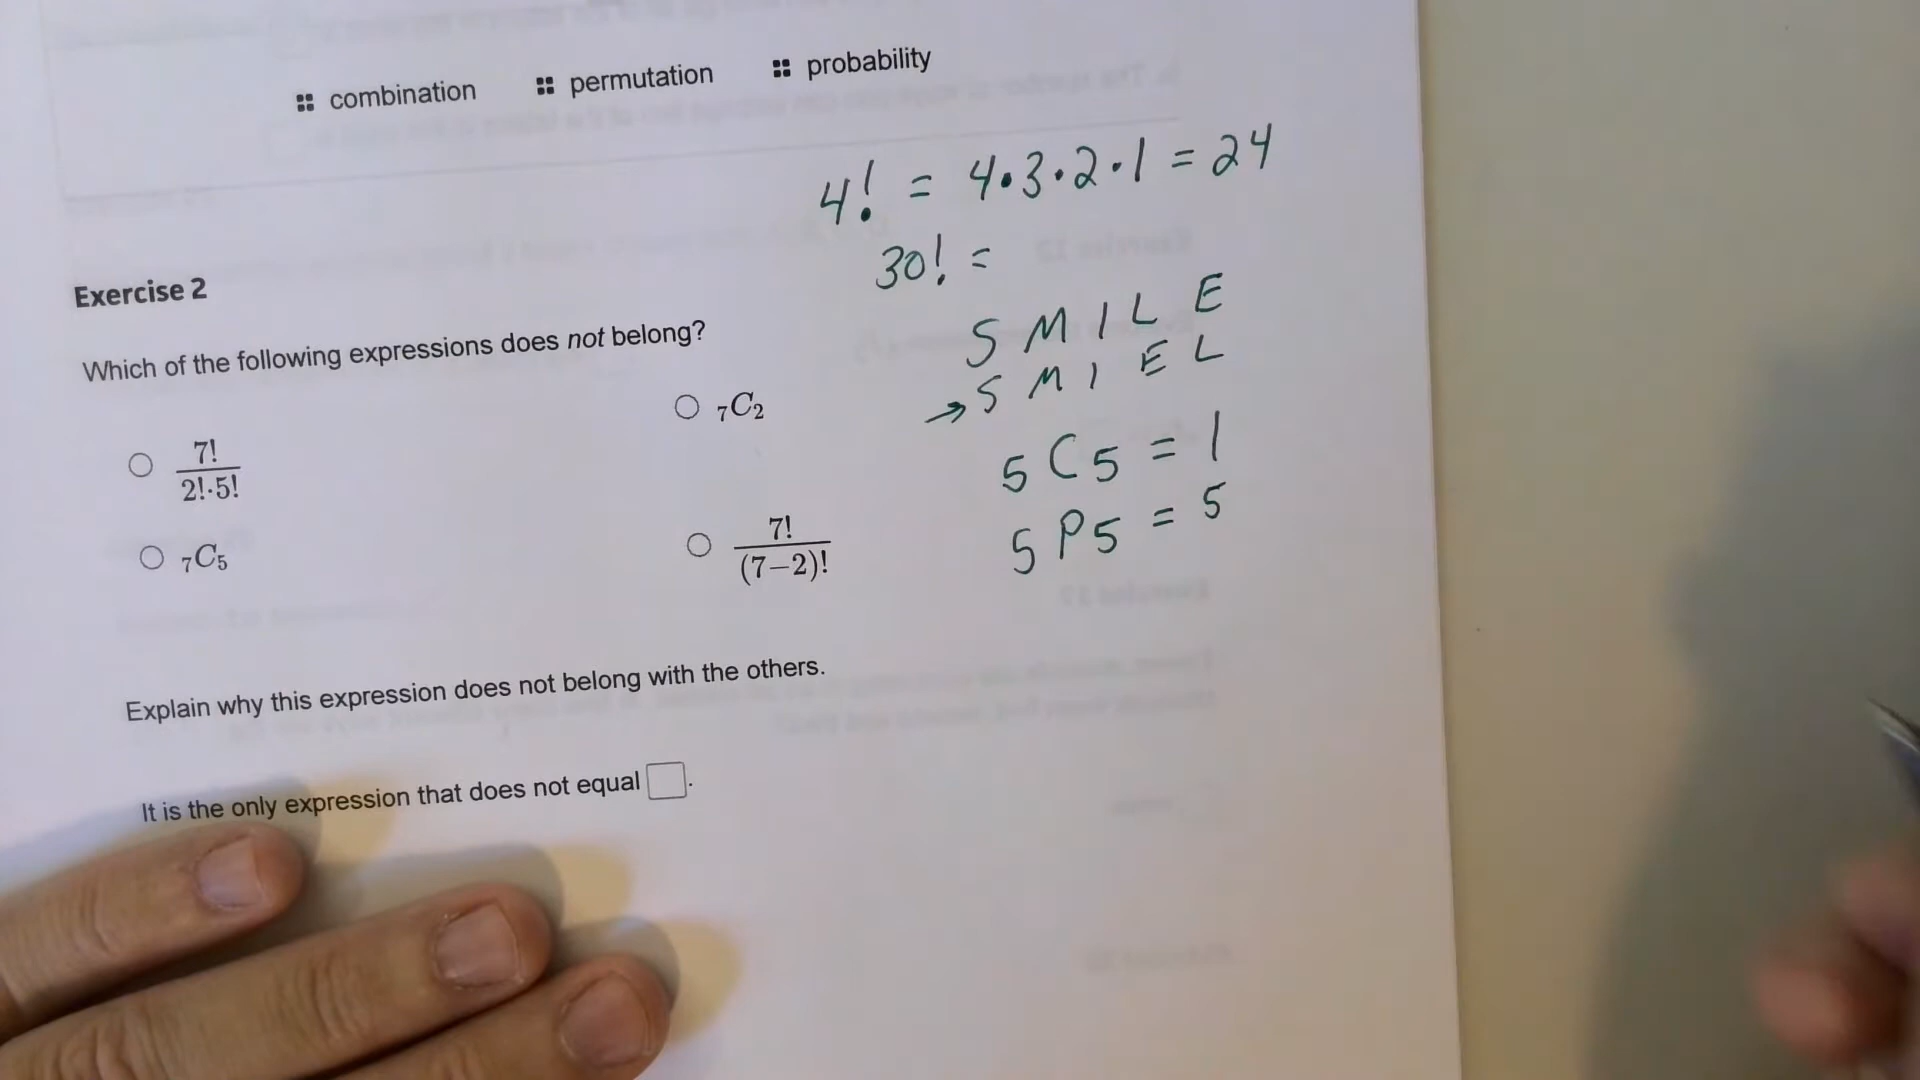 combination permutation probability
4! = 4·3·2·1 = 24
30! =
Exercise 2
S M I L E
Which of the following expressions does not belong?
→ S M I E L
₇C₂
7!
2!·5!
5 C 5 = 1
₇C₅
7!
(7−2)!
5 P 5 = 5
Explain why this expression does not belong with the others.
It is the only expression that does not equal .